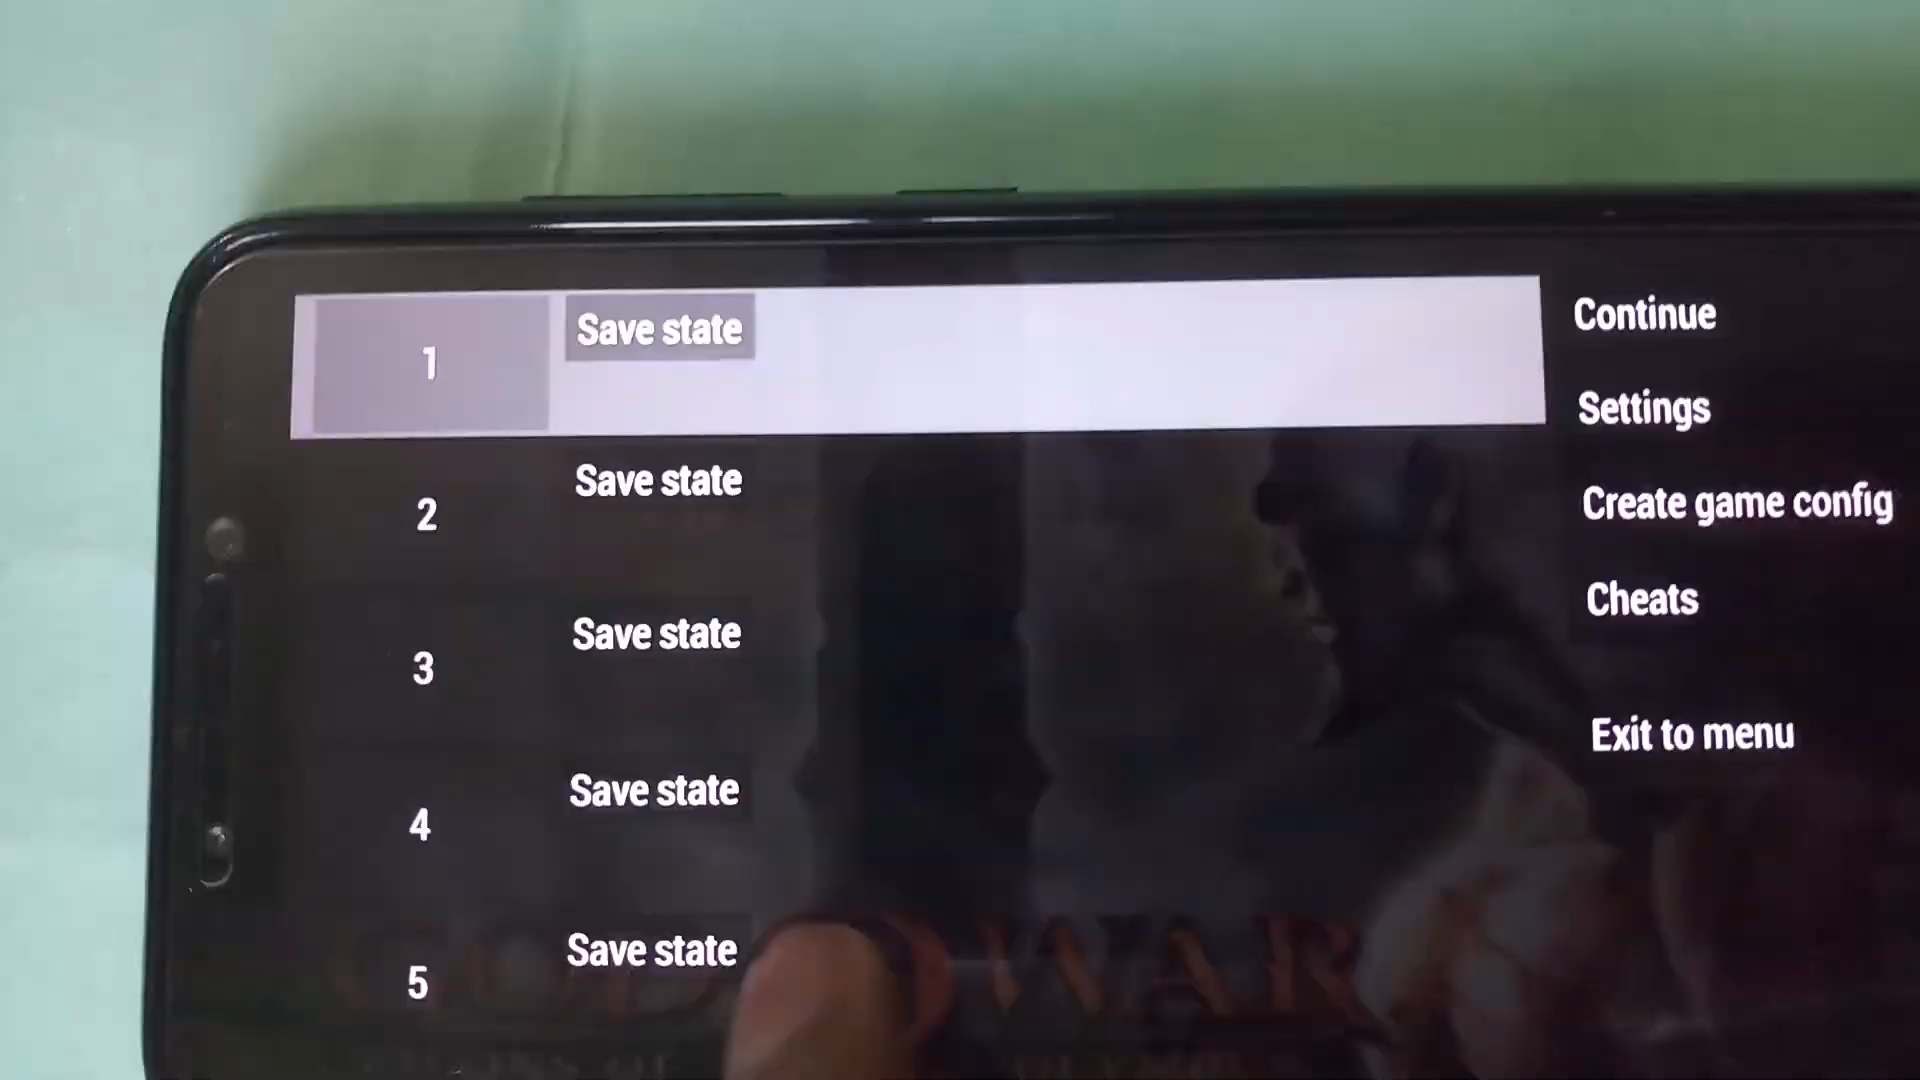 1
Save state
2
Save state
3
Save state
4
Save state
5
Save state
Continue
Settings
Create game config
Cheats
Exit to menu
WAR